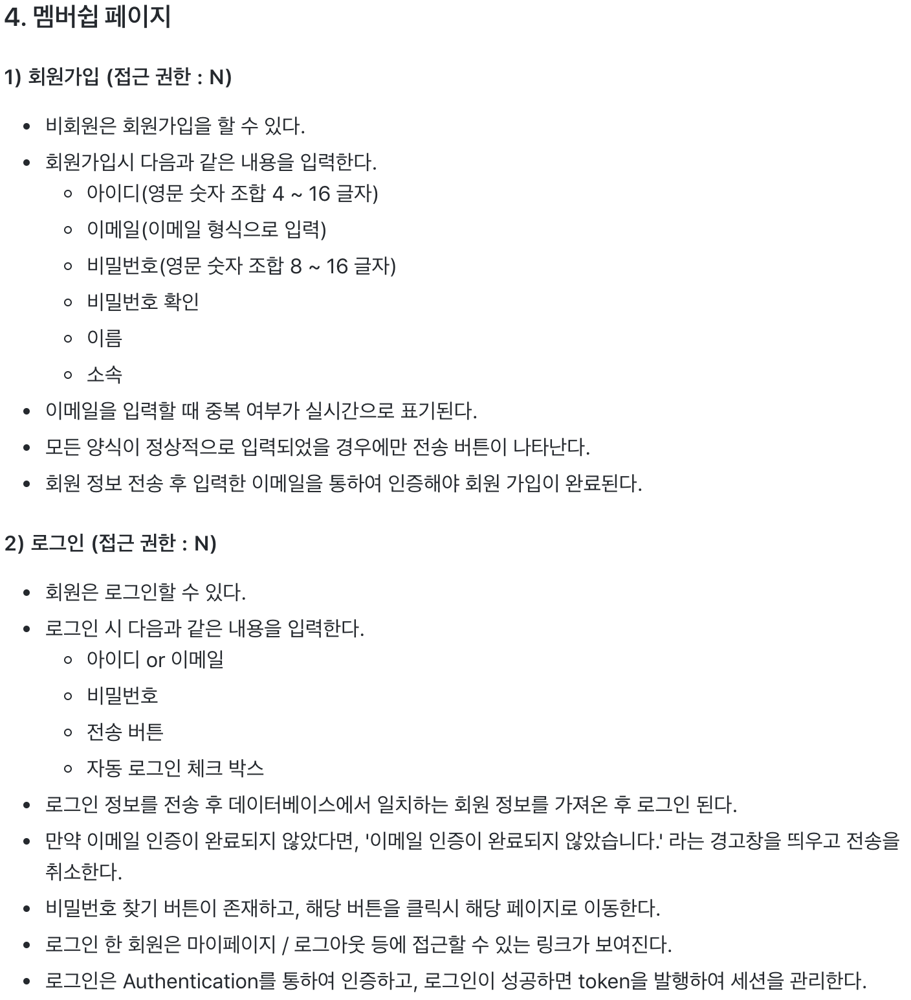 4. 멤버쉽 페이지
1) 회원가입 (접근 권한 : N)
비회원은 회원가입을 할 수 있다.
회원가입시 다음과 같은 내용을 입력한다.
아이디(영문 숫자 조합 4 ~ 16 글자)
이메일(이메일 형식으로 입력)
비밀번호(영문 숫자 조합 8 ~ 16 글자)
비밀번호 확인
이름
소속
이메일을 입력할 때 중복 여부가 실시간으로 표기된다.
모든 양식이 정상적으로 입력되었을 경우에만 전송 버튼이 나타난다.
회원 정보 전송 후 입력한 이메일을 통하여 인증해야 회원 가입이 완료된다.
2) 로그인 (접근 권한 : N)
회원은 로그인할 수 있다.
로그인 시 다음과 같은 내용을 입력한다.
아이디 or 이메일
비밀번호
전송 버튼
자동 로그인 체크 박스
로그인 정보를 전송 후 데이터베이스에서 일치하는 회원 정보를 가져온 후 로그인 된다.
만약 이메일 인증이 완료되지 않았다면, '이메일 인증이 완료되지 않았습니다.' 라는 경고창을 띄우고 전송을
취소한다.
비밀번호 찾기 버튼이 존재하고, 해당 버튼을 클릭시 해당 페이지로 이동한다.
로그인 한 회원은 마이페이지 / 로그아웃 등에 접근할 수 있는 링크가 보여진다.
로그인은 Authentication를 통하여 인증하고, 로그인이 성공하면 token을 발행하여 세션을 관리한다.